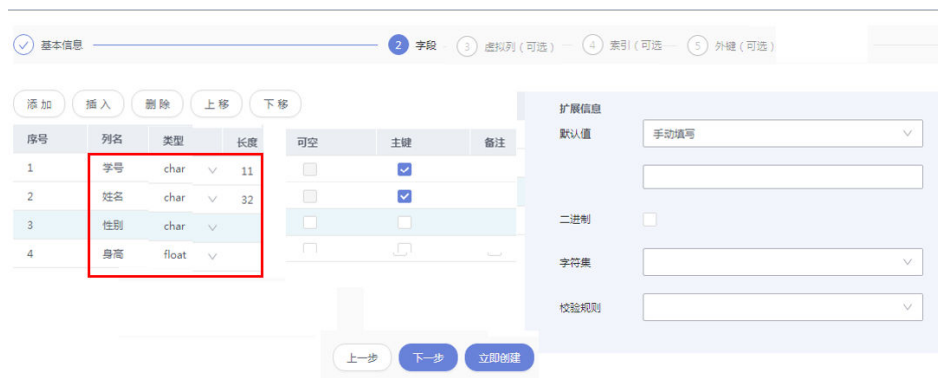 基本信息 2 字段 3 虚拟列（可选） 4 索引（可选 5 外键（可选）
添加 插入 删除 上移 下移 扩展信息
序号 列名 类型 长度 可空 主键 备注 默认值 手动填写
1 学号 char 11
2 姓名 char 32
3 性别 char 二进制
4 身高 float 字符集
校验规则
上一步 下一步 立即创建